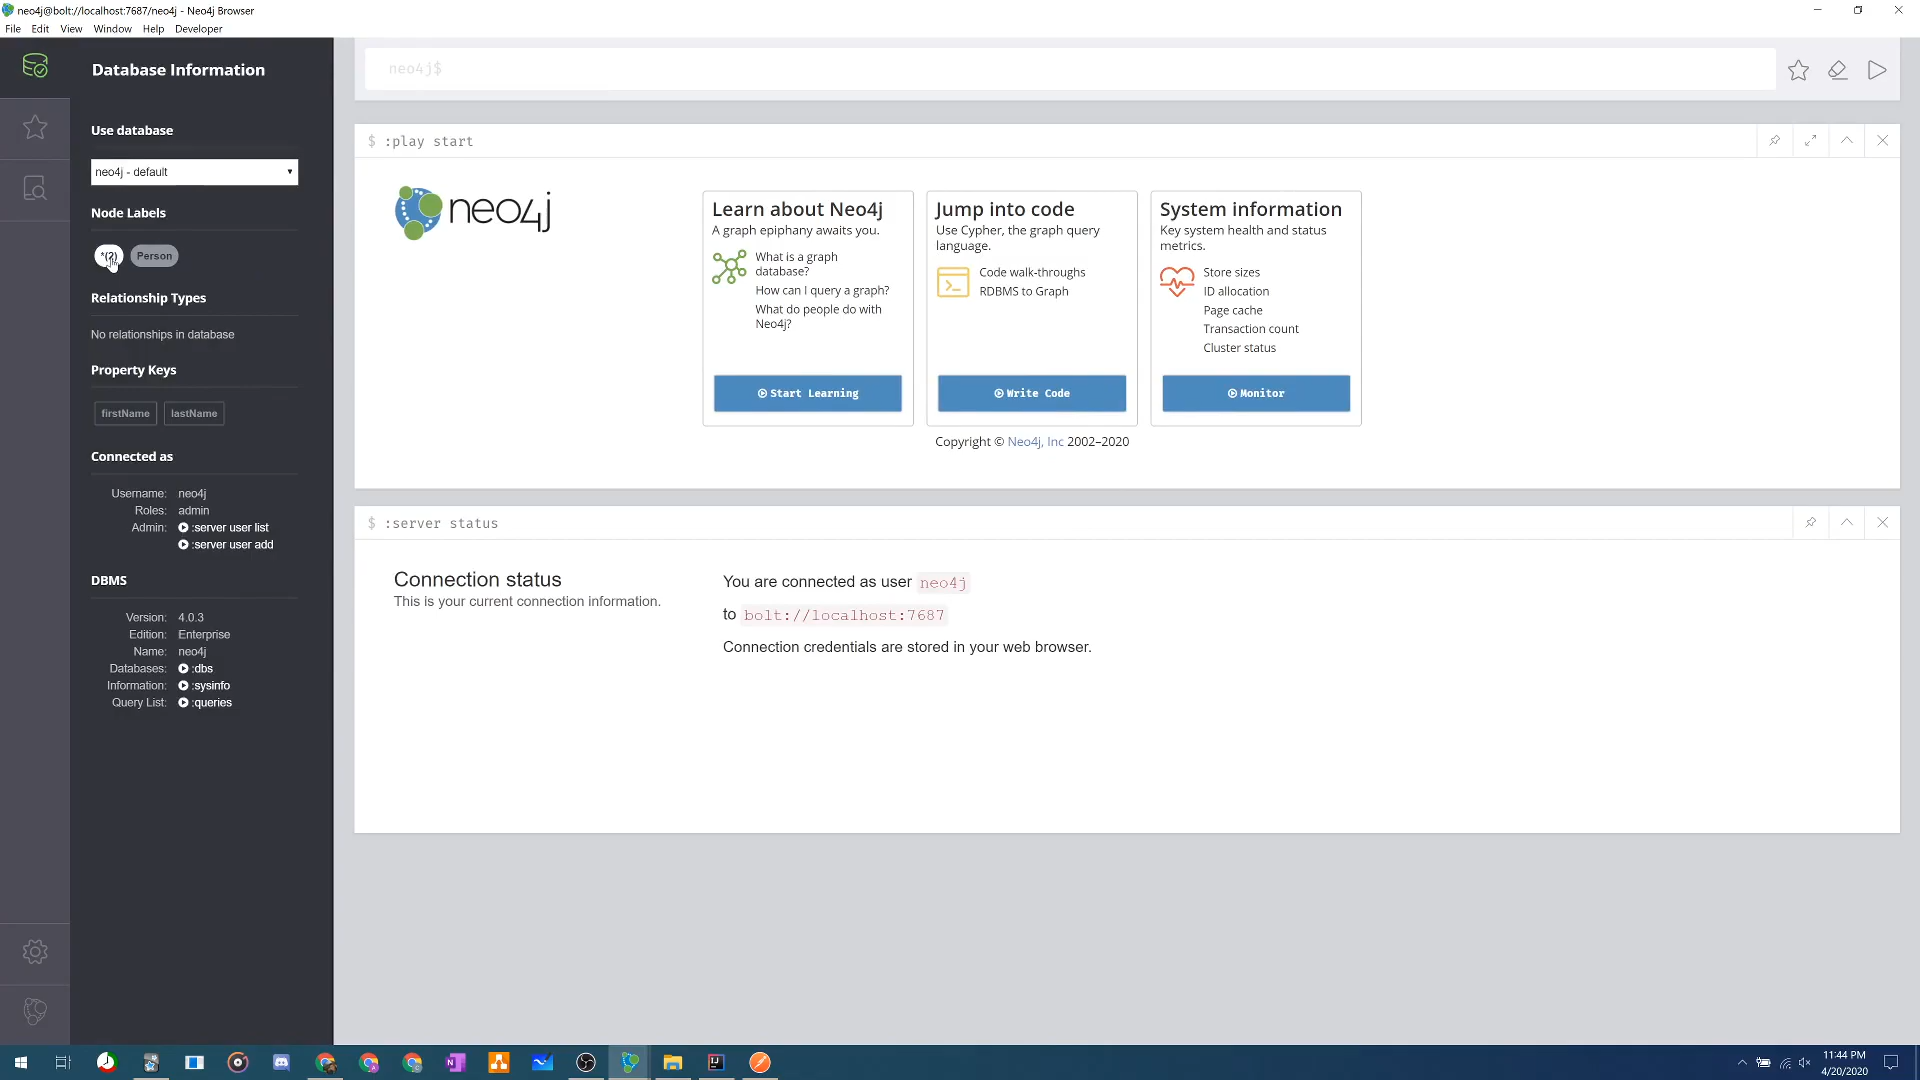 neo4j@bolt://localhost:7687/neo4j - Neo4j Browser
File Edit View Window Help Developer
Database Information
Use database
neo4j - default
Node Labels
*(2) Person
Relationship Types
No relationships in database
Property Keys
firstName lastName
Connected as
Username: neo4j
Roles: admin
Admin: :server user list
:server user add
DBMS
Version: 4.0.3
Edition: Enterprise
Name: neo4j
Databases: :dbs
Information: :sysinfo
Query List: :queries
neo4j$
$ :play start
neo4j
Learn about Neo4j
A graph epiphany awaits you.
What is a graph
database?
How can I query a graph?
What do people do with
Neo4j?
Start Learning
Jump into code
Use Cypher, the graph query
language.
Code walk-throughs
RDBMS to Graph
Write Code
System information
Key system health and status
metrics.
Store sizes
ID allocation
Page cache
Transaction count
Cluster status
Monitor
Copyright © Neo4j, Inc 2002–2020
$ :server status
Connection status
This is your current connection information.
You are connected as user neo4j
to bolt://localhost:7687
Connection credentials are stored in your web browser.
11:44 PM
4/20/2020